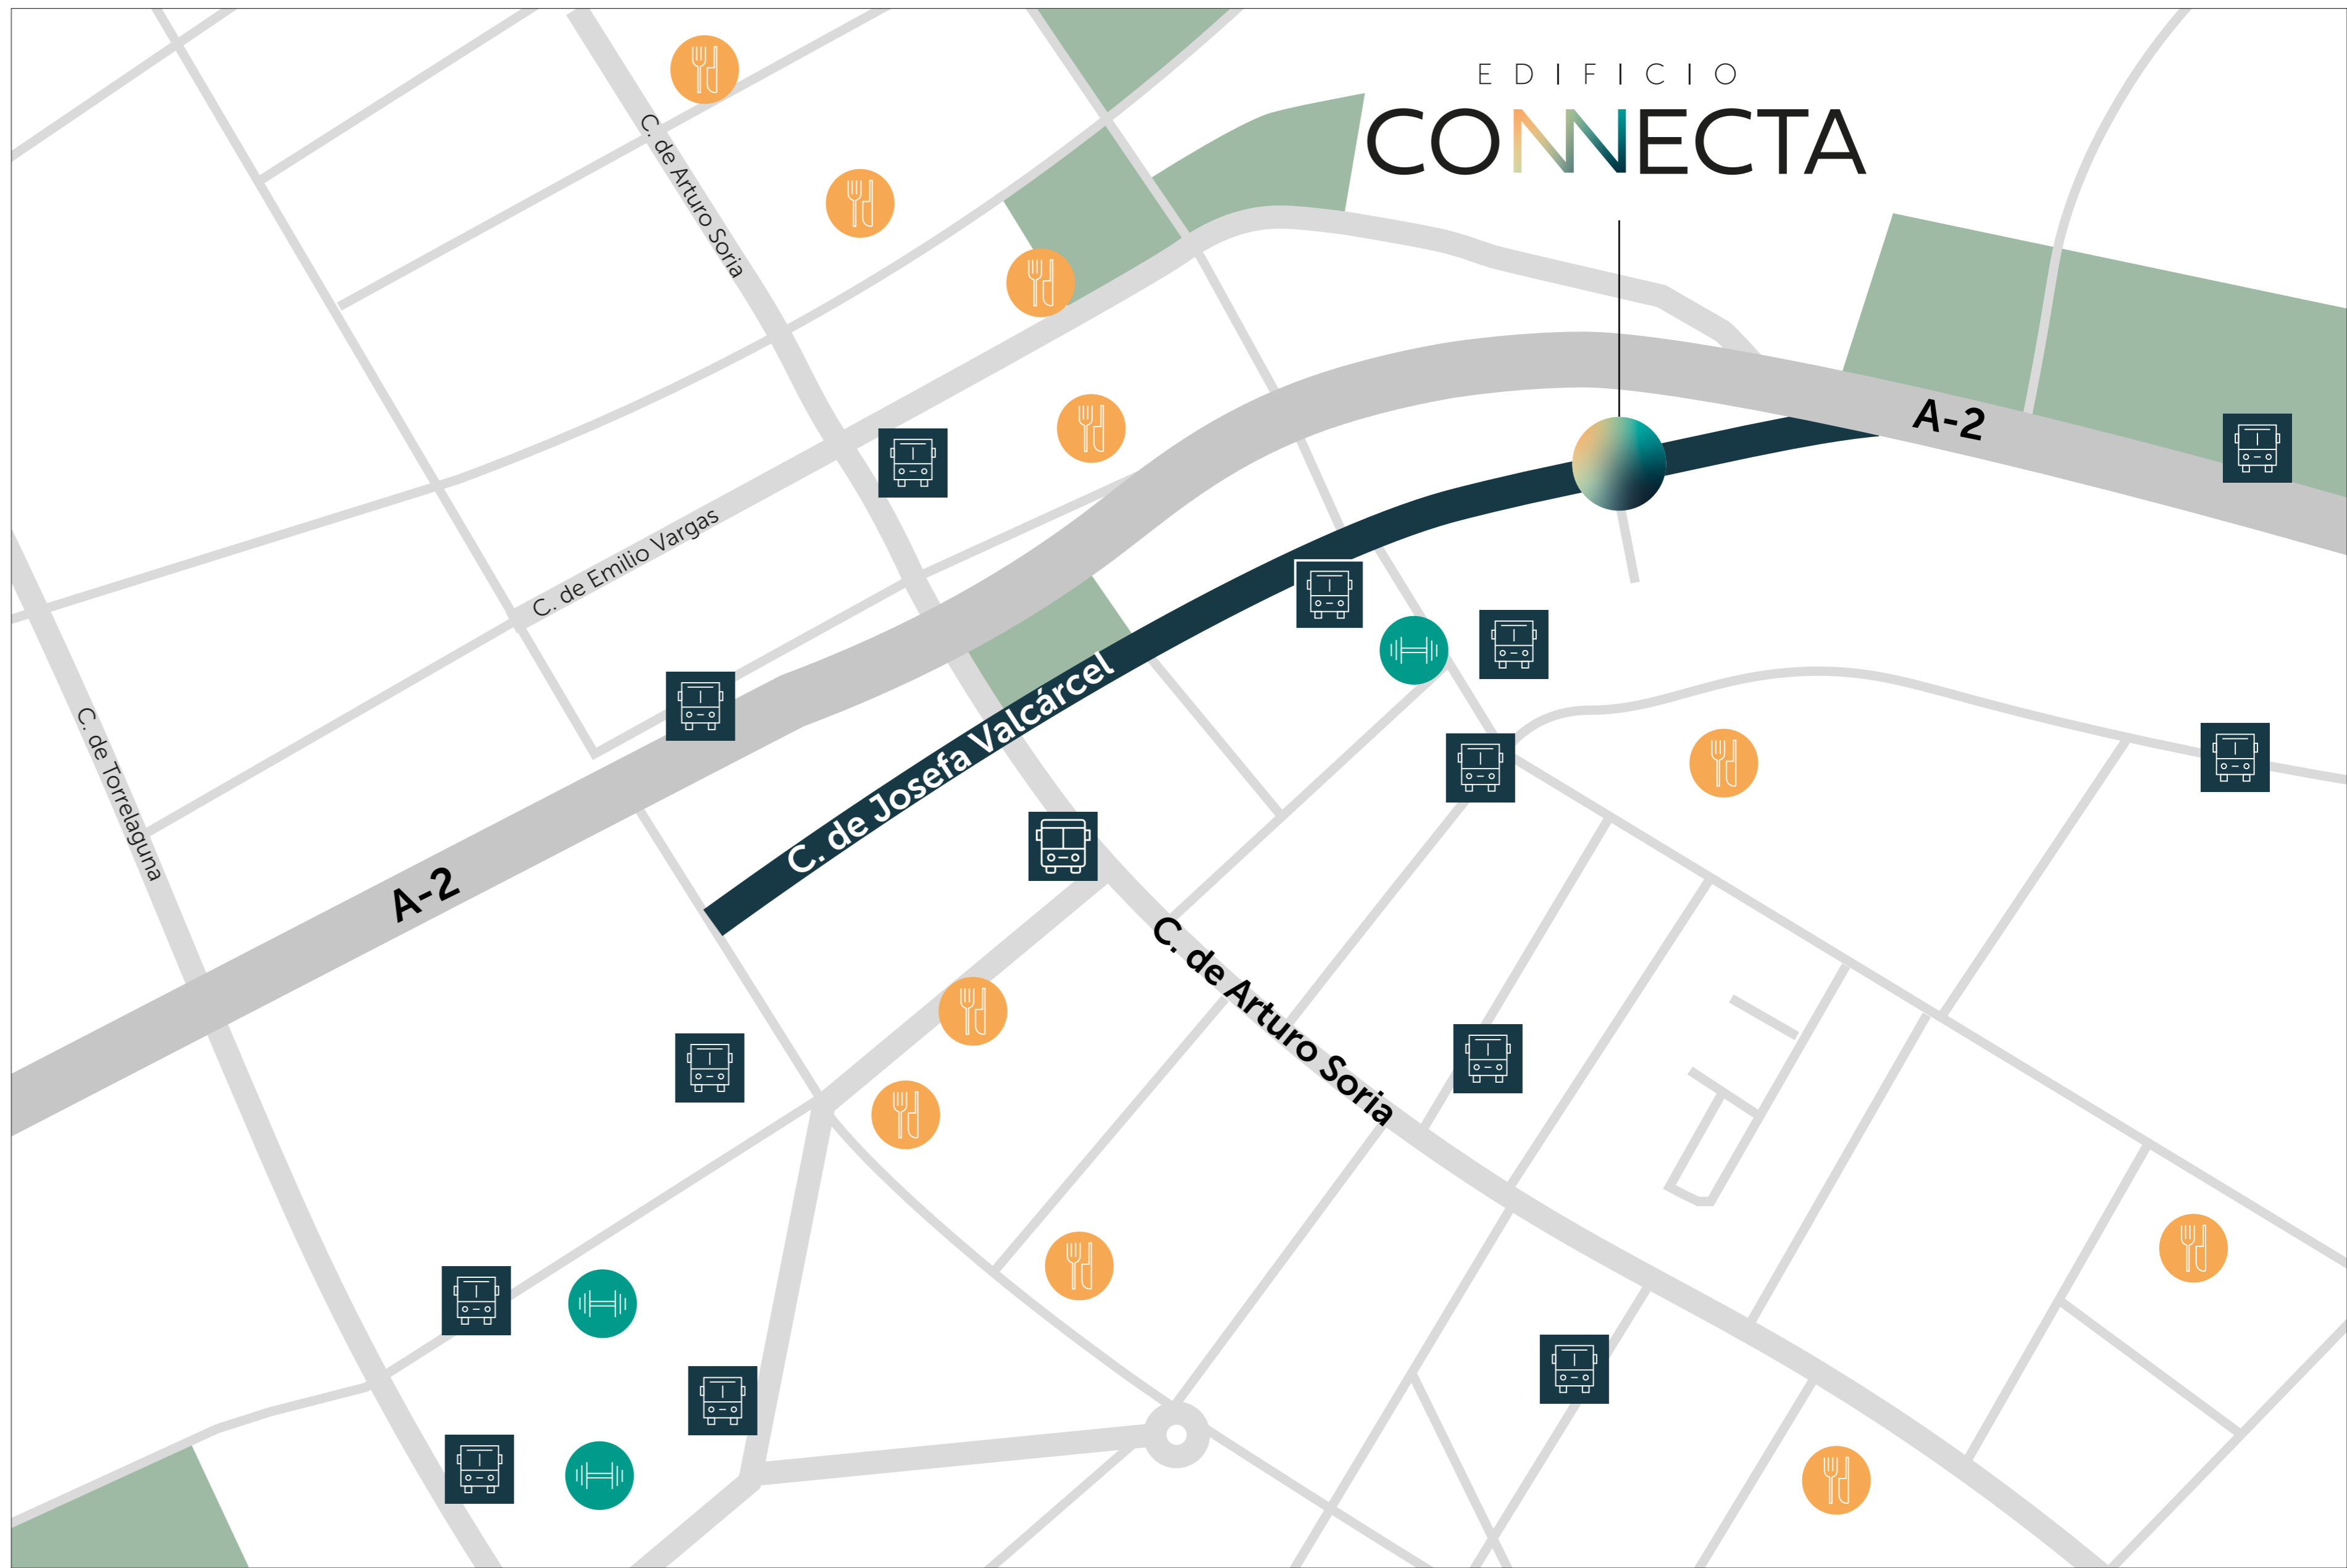 EDIFICIO
CONNECTA
C. de Arturo Soria
A-2
C. de Emilio Vargas
C. de Josefa Valcárcel
C. de Torrelaguna
A-2
C. de Arturo Soria